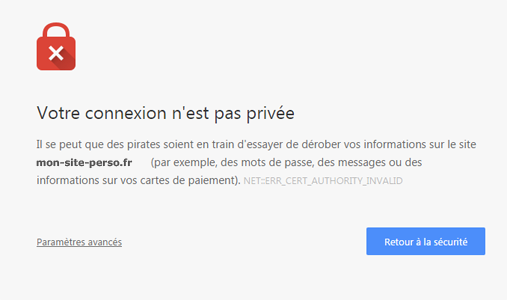 Votre connexion n'est pas privée
Il se peut que des pirates soient en train d'essayer de dérober vos informations sur le site
mon-site-perso.fr (par exemple, des mots de passe, des messages ou des
informations sur vos cartes de paiement). NET::ERR_CERT_AUTHORITY_INVALID
Paramètres avancés
Retour à la sécurité